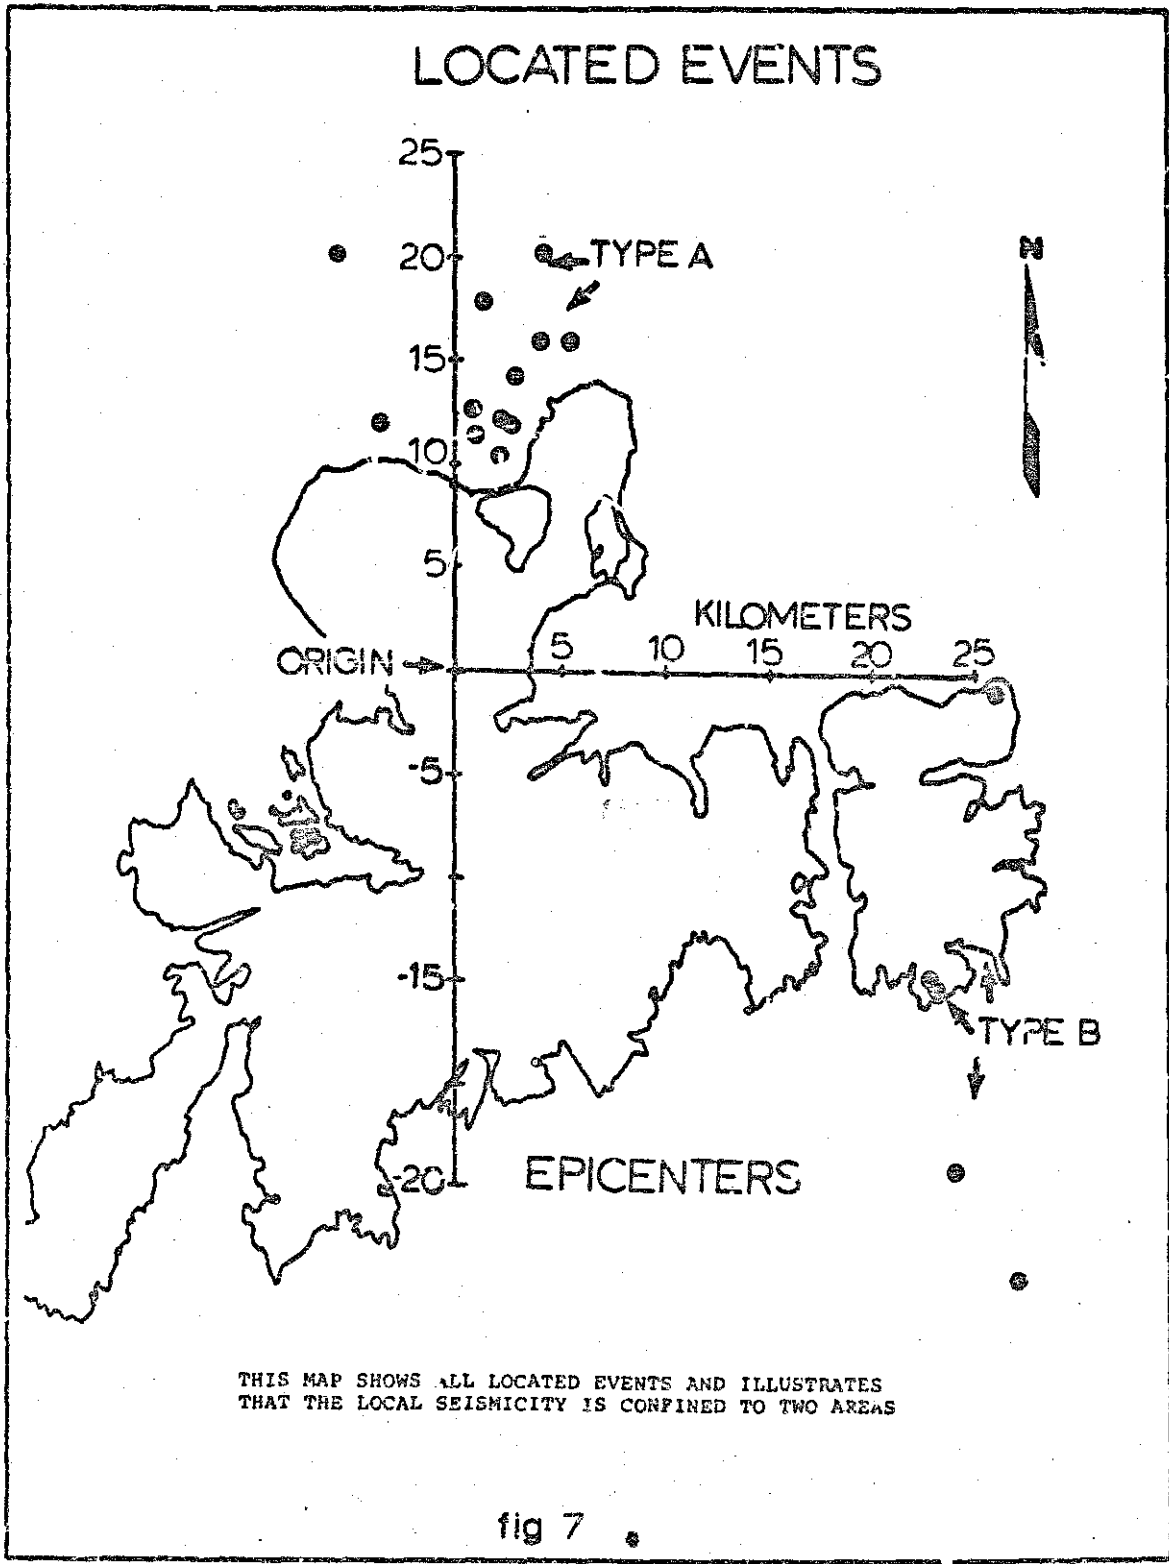 LOCATED EVENTS
25
20
TYPE A
N
15
10
5
KILOMETERS
ORIGIN
5 10 15 20 25
-5
-15
TYPE B
-20
EPICENTERS
THIS MAP SHOWS ALL LOCATED EVENTS AND ILLUSTRATES
THAT THE LOCAL SEISMICITY IS CONFINED TO TWO AREAS
fig 7